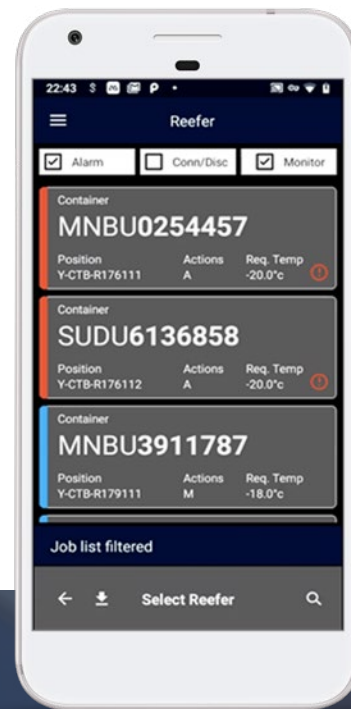 22:43
Reefer
Alarm Conn/Disc Monitor
Container
MNBU0254457
Position Actions Req. Temp
Y-CTB-R176111 A -20.0°c
Container
SUDU6136858
Position Actions Req. Temp
Y-CTB-R176112 A -20.0°c
Container
MNBU3911787
Position Actions Req. Temp
Y-CTB-R179111 M -18.0°c
Job list filtered
Select Reefer